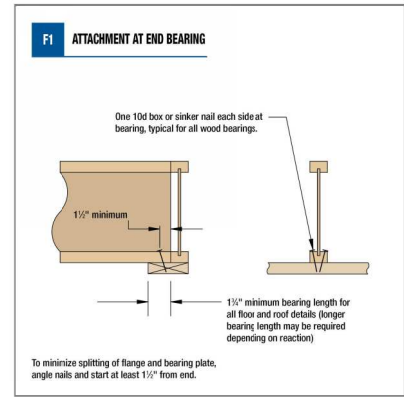 F1 ATTACHMENT AT END BEARING
One 10d box or sinker nail each side at
bearing, typical for all wood bearings.
1½" minimum
1¾" minimum bearing length for
all floor and roof details (longer
bearing length may be required
depending on reaction)
To minimize splitting of flange and bearing plate,
angle nails and start at least 1½" from end.